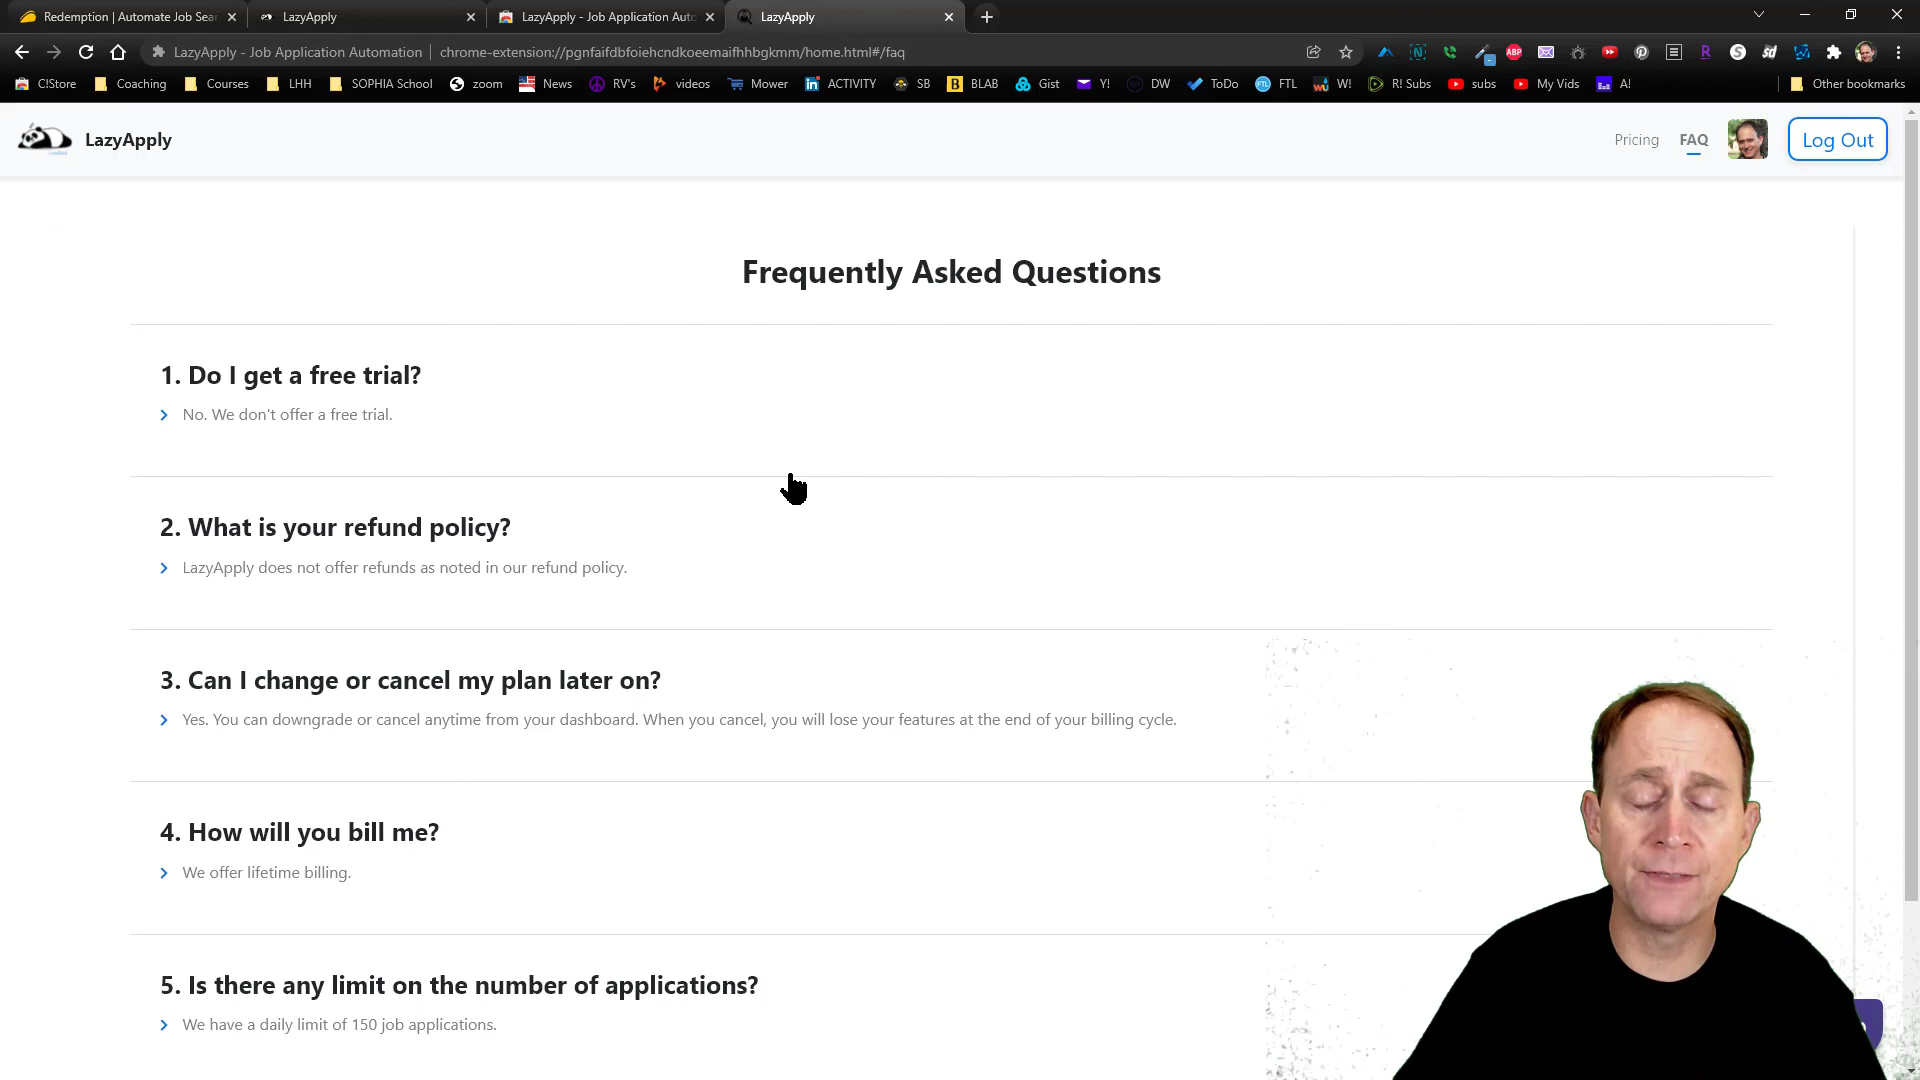 Redemption | Automate Job Sear
LazyApply
LazyApply - Job Application Auto
LazyApply
LazyApply - Job Application Automation
chrome-extension://pgnfaifdbfoiehcndkoeemaifhhbgkmm/home.html#/faq
C!Store
Coaching
Courses
LHH
SOPHIA School
zoom
News
RV's
videos
Mower
ACTIVITY
SB
BLAB
Gist
Y!
DW
ToDo
FTL
W!
R! Subs
subs
My Vids
A!
Other bookmarks
LazyApply
Pricing
FAQ
Log Out
Frequently Asked Questions
1. Do I get a free trial?
No. We don't offer a free trial.
2. What is your refund policy?
LazyApply does not offer refunds as noted in our refund policy.
3. Can I change or cancel my plan later on?
Yes. You can downgrade or cancel anytime from your dashboard. When you cancel, you will lose your features at the end of your billing cycle.
4. How will you bill me?
We offer lifetime billing.
5. Is there any limit on the number of applications?
We have a daily limit of 150 job applications.